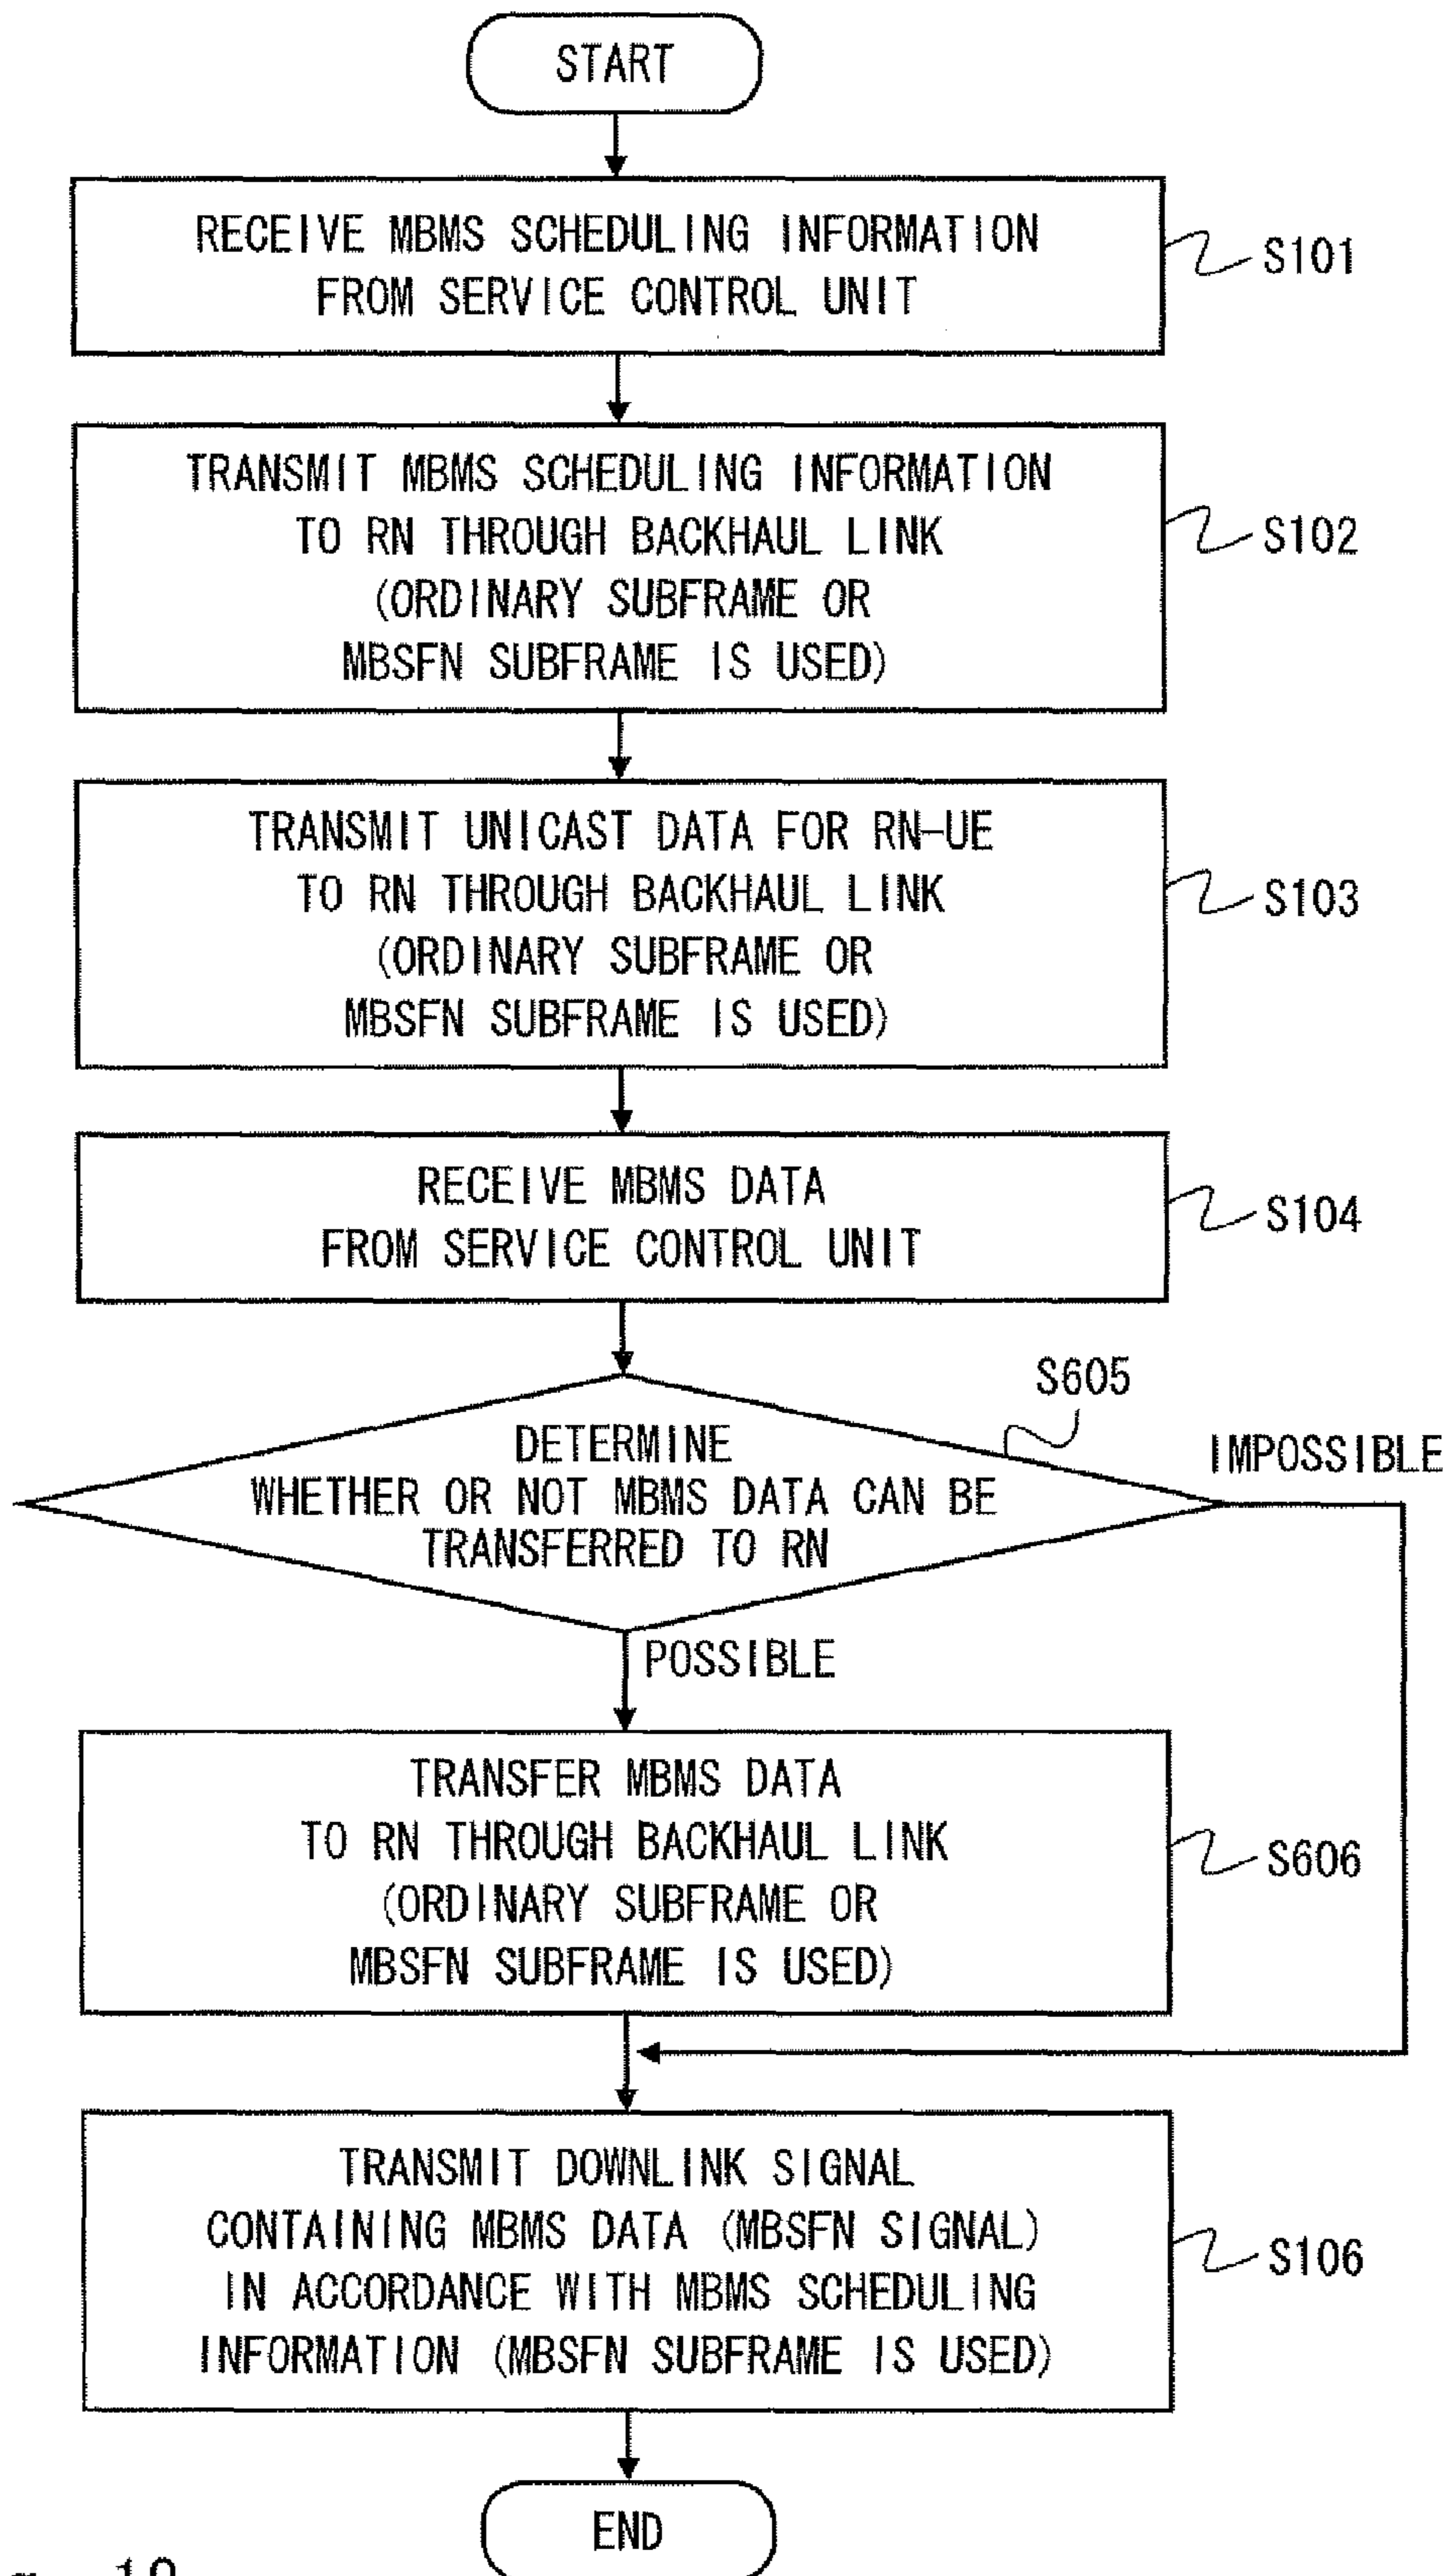 START
RECEIVE MBMS SCHEDULING INFORMATION
FROM SERVICE CONTROL UNIT
S101
TRANSMIT MBMS SCHEDULING INFORMATION
TO RN THROUGH BACKHAUL LINK
(ORDINARY SUBFRAME OR
MBSFN SUBFRAME IS USED)
S102
TRANSMIT UNICAST DATA FOR RN-UE
TO RN THROUGH BACKHAUL LINK
(ORDINARY SUBFRAME OR
MBSFN SUBFRAME IS USED)
S103
RECEIVE MBMS DATA
FROM SERVICE CONTROL UNIT
S104
S605
DETERMINE
WHETHER OR NOT MBMS DATA CAN BE
TRANSFERRED TO RN
IMPOSSIBLE
POSSIBLE
TRANSFER MBMS DATA
TO RN THROUGH BACKHAUL LINK
(ORDINARY SUBFRAME OR
MBSFN SUBFRAME IS USED)
S606
TRANSMIT DOWNLINK SIGNAL
CONTAINING MBMS DATA (MBSFN SIGNAL)
IN ACCORDANCE WITH MBMS SCHEDULING
INFORMATION (MBSFN SUBFRAME IS USED)
S106
END